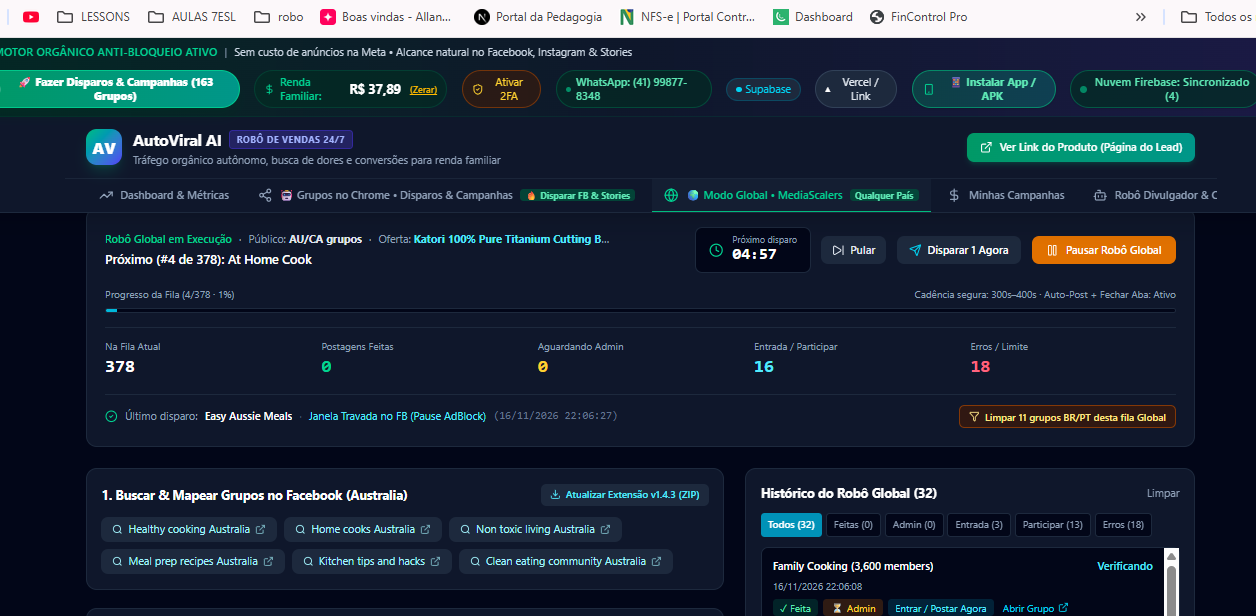 LESSONS AULAS 7ESL robo Boas vindas - Allan... Portal da Pedagogia NFS-e | Portal Contr... Dashboard FinControl Pro Todos os
MOTOR ORGÂNICO ANTI-BLOQUEIO ATIVO | Sem custo de anúncios na Meta • Alcance natural no Facebook, Instagram & Stories
🚀 Fazer Disparos & Campanhas (163
Grupos)
$ Renda
Familiar:
R$ 37,89 (Zerar)
Ativar
2FA
WhatsApp: (41) 99877-
8348
Supabase
▲ Vercel /
Link
Instalar App /
APK
Nuvem Firebase: Sincronizado
(4)
AV
AutoViral AI ROBÔ DE VENDAS 24/7
Tráfego orgânico autônomo, busca de dores e conversões para renda familiar
Ver Link do Produto (Página do Lead)
Dashboard & Métricas Grupos no Chrome • Disparos & Campanhas 🔥 Disparar FB & Stories Modo Global • MediaScalers Qualquer País $ Minhas Campanhas Robô Divulgador & C
Robô Global em Execução · Público: AU/CA grupos · Oferta: Katori 100% Pure Titanium Cutting B...
Próximo (#4 de 378): At Home Cook
Próximo disparo
04:57
Pular
Disparar 1 Agora
Pausar Robô Global
Progresso da Fila (4/378 · 1%)
Cadência segura: 300s–400s · Auto-Post + Fechar Aba: Ativo
Na Fila Atual Postagens Feitas Aguardando Admin Entrada / Participar Erros / Limite
378 0 0 16 18
Último disparo: Easy Aussie Meals · Janela Travada no FB (Pause AdBlock) (16/11/2026 22:06:27)
Limpar 11 grupos BR/PT desta fila Global
1. Buscar & Mapear Grupos no Facebook (Australia)
Atualizar Extensão v1.4.3 (ZIP)
Healthy cooking Australia Home cooks Australia Non toxic living Australia
Meal prep recipes Australia Kitchen tips and hacks Clean eating community Australia
Histórico do Robô Global (32) Limpar
Todos (32) Feitas (0) Admin (0) Entrada (3) Participar (13) Erros (18)
Family Cooking (3,600 members) Verificando
16/11/2026 22:06:08
✓ Feita ⏳ Admin Entrar / Postar Agora Abrir Grupo